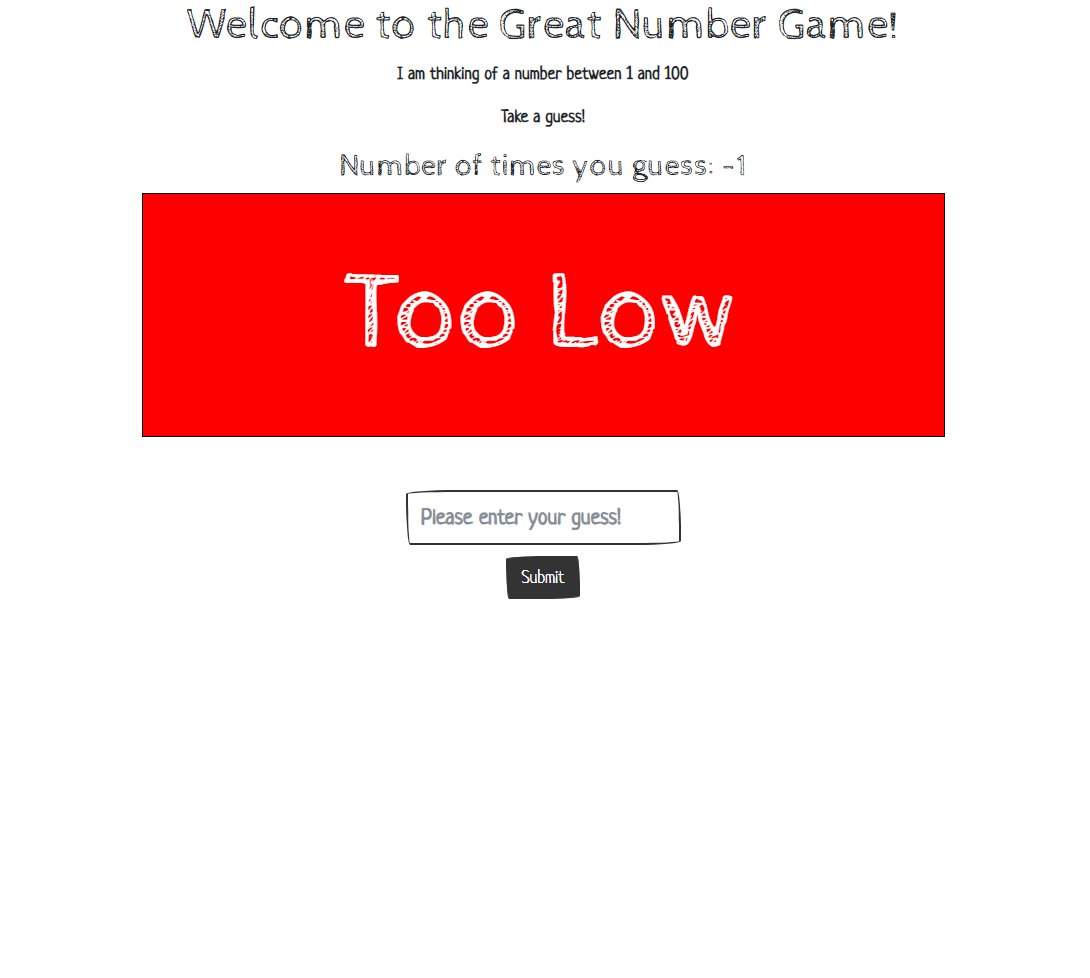 Welcome to the Great Number Game!
I am thinking of a number between 1 and 100
Take a guess!
Number of times you guess: -1
Too Low
Please enter your guess!
Submit